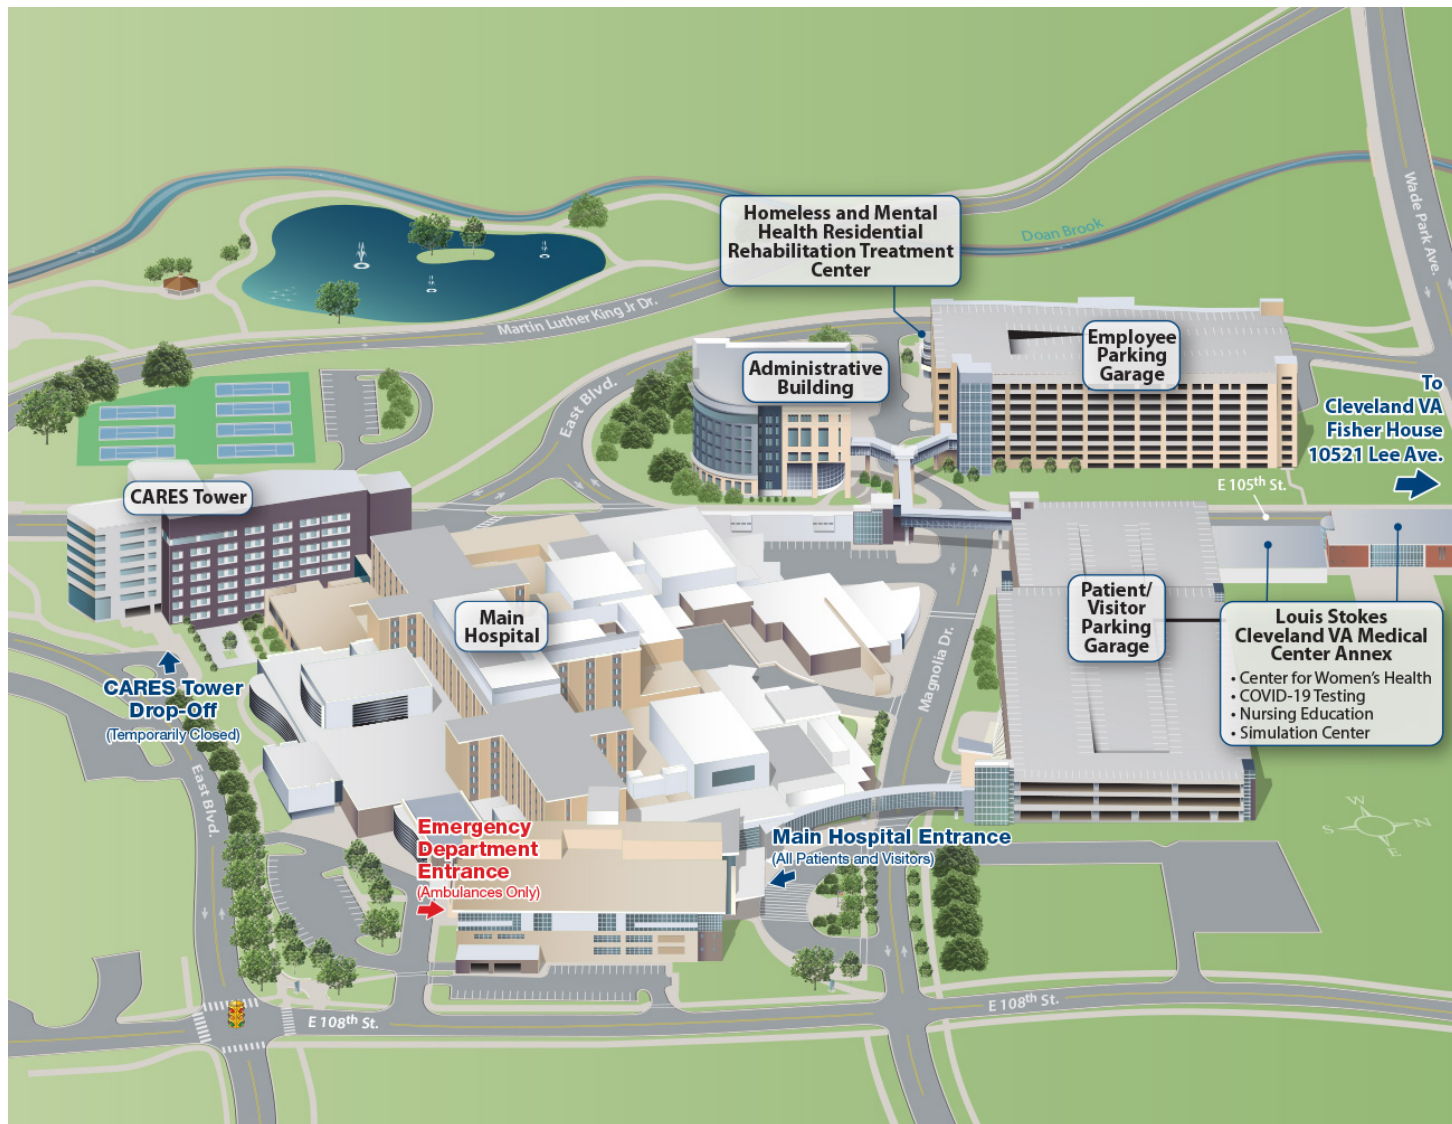 Wade Park Ave.
Doan Brook
Homeless and Mental
Health Residential
Rehabilitation Treatment
Center
Martin Luther King Jr Dr.
Employee
Parking
Garage
Administrative
Building
East Blvd.
To
Cleveland VA
Fisher House
10521 Lee Ave.
E 105th St.
CARES Tower
Main
Hospital
Patient/
Visitor
Parking
Garage
Louis Stokes
Cleveland VA Medical
Center Annex
• Center for Women's Health
• COVID-19 Testing
• Nursing Education
• Simulation Center
Magnolia Dr.
CARES Tower
Drop-Off
(Temporarily Closed)
East Blvd.
Emergency
Department
Entrance
(Ambulances Only)
Main Hospital Entrance
(All Patients and Visitors)
W
S
N
E
E 108th St.
E 108th St.